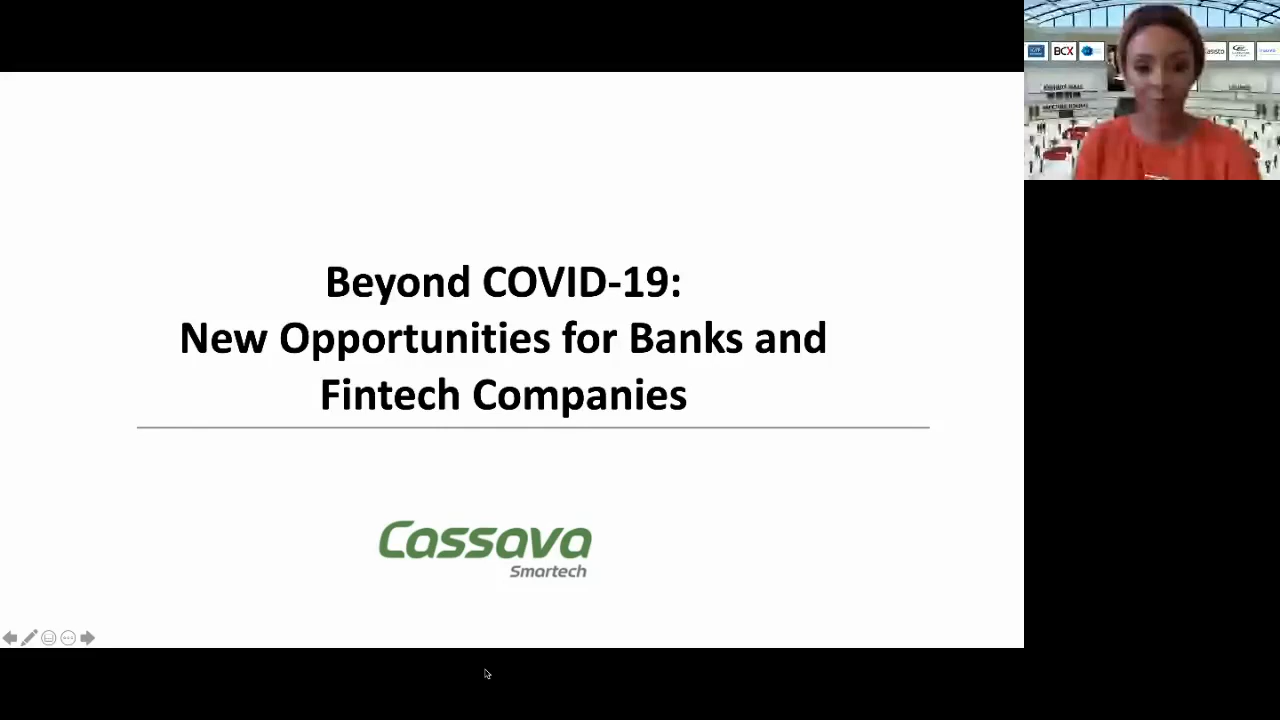 Beyond COVID-19:
New Opportunities for Banks and
Fintech Companies
Cassava
Smartech
BCX